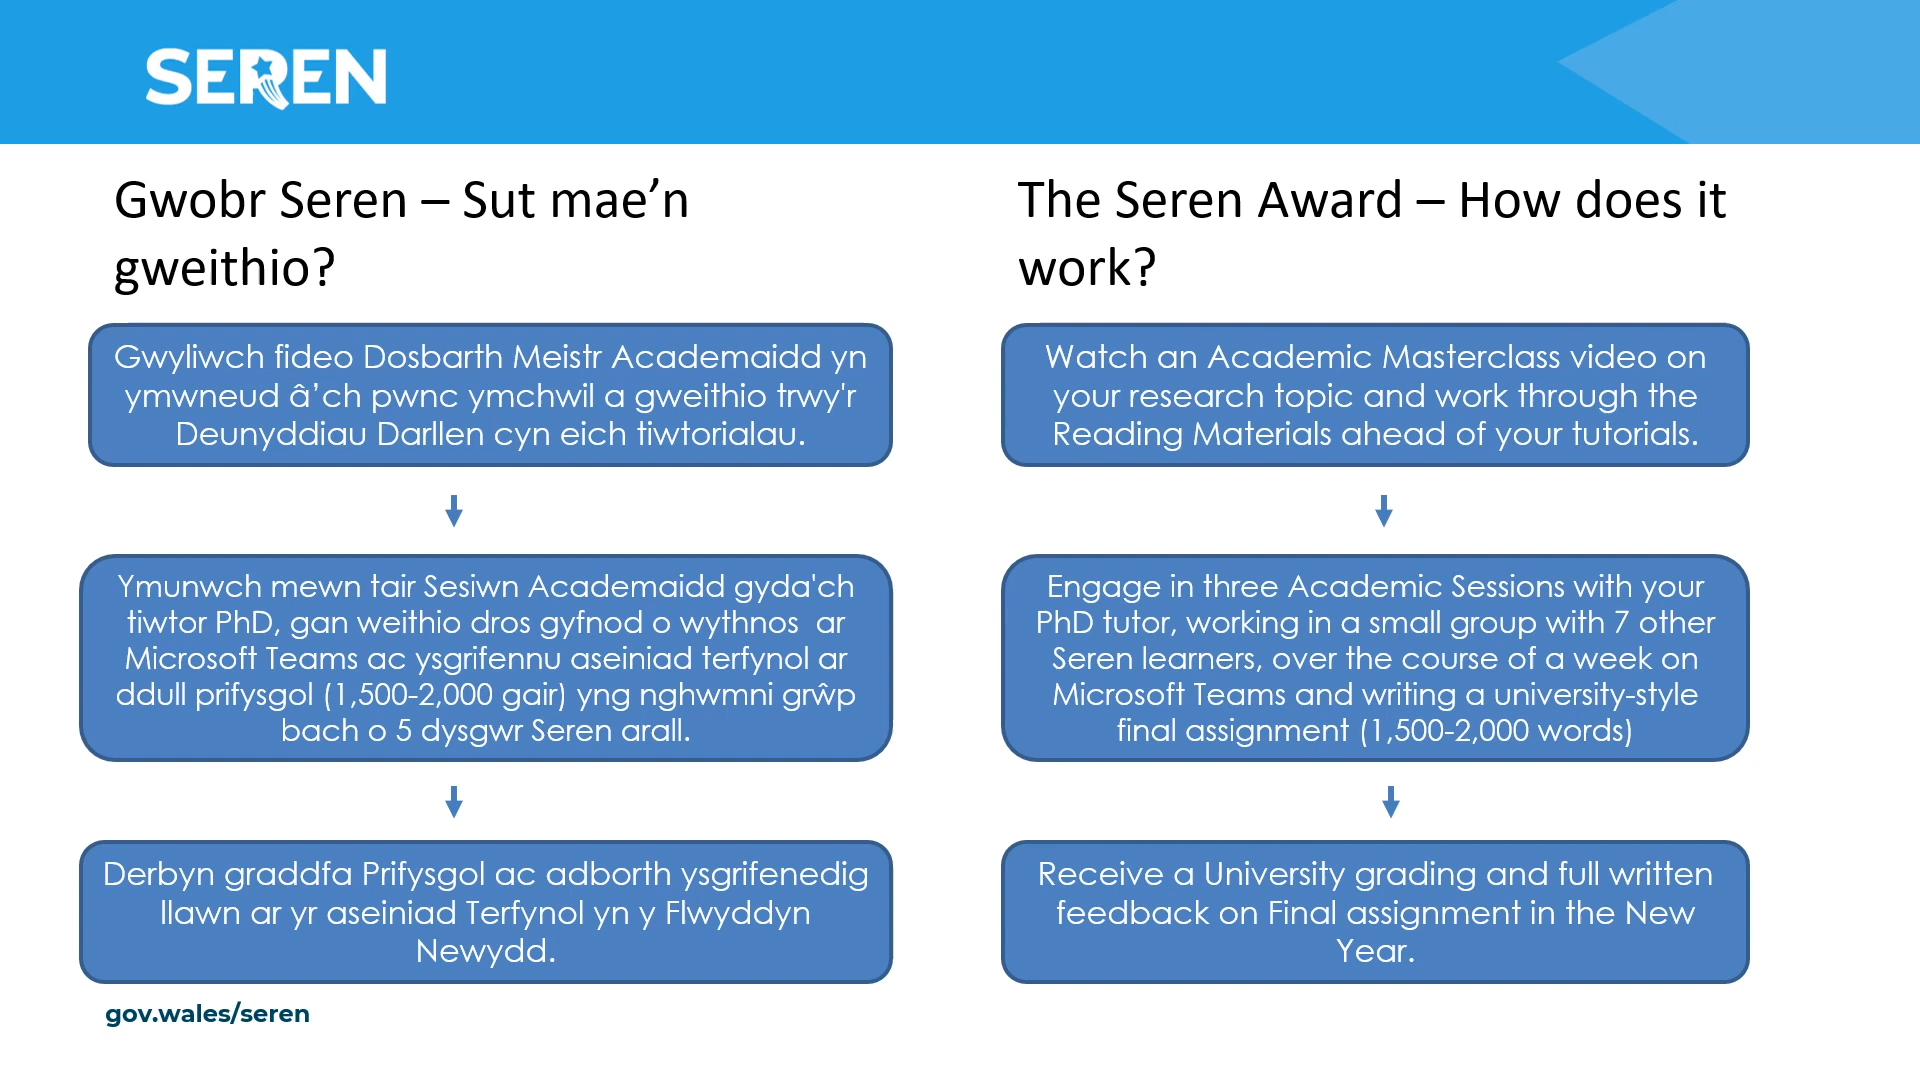 SEREN
Gwobr Seren – Sut mae’n
gweithio?
Gwyliwch fideo Dosbarth Meistr Academaidd yn
ymwneud â’ch pwnc ymchwil a gweithio trwy'r
Deunyddiau Darllen cyn eich tiwtorialau.
Ymunwch mewn tair Sesiwn Academaidd gyda'ch
tiwtor PhD, gan weithio dros gyfnod o wythnos  ar
Microsoft Teams ac ysgrifennu aseiniad terfynol ar
ddull prifysgol (1,500-2,000 gair) yng nghwmni grŵp
bach o 5 dysgwr Seren arall.
Derbyn graddfa Prifysgol ac adborth ysgrifenedig
llawn ar yr aseiniad Terfynol yn y Flwyddyn
Newydd.
The Seren Award – How does it
work?
Watch an Academic Masterclass video on
your research topic and work through the
Reading Materials ahead of your tutorials.
Engage in three Academic Sessions with your
PhD tutor, working in a small group with 7 other
Seren learners, over the course of a week on
Microsoft Teams and writing a university-style
final assignment (1,500-2,000 words)
Receive a University grading and full written
feedback on Final assignment in the New
Year.
gov.wales/seren